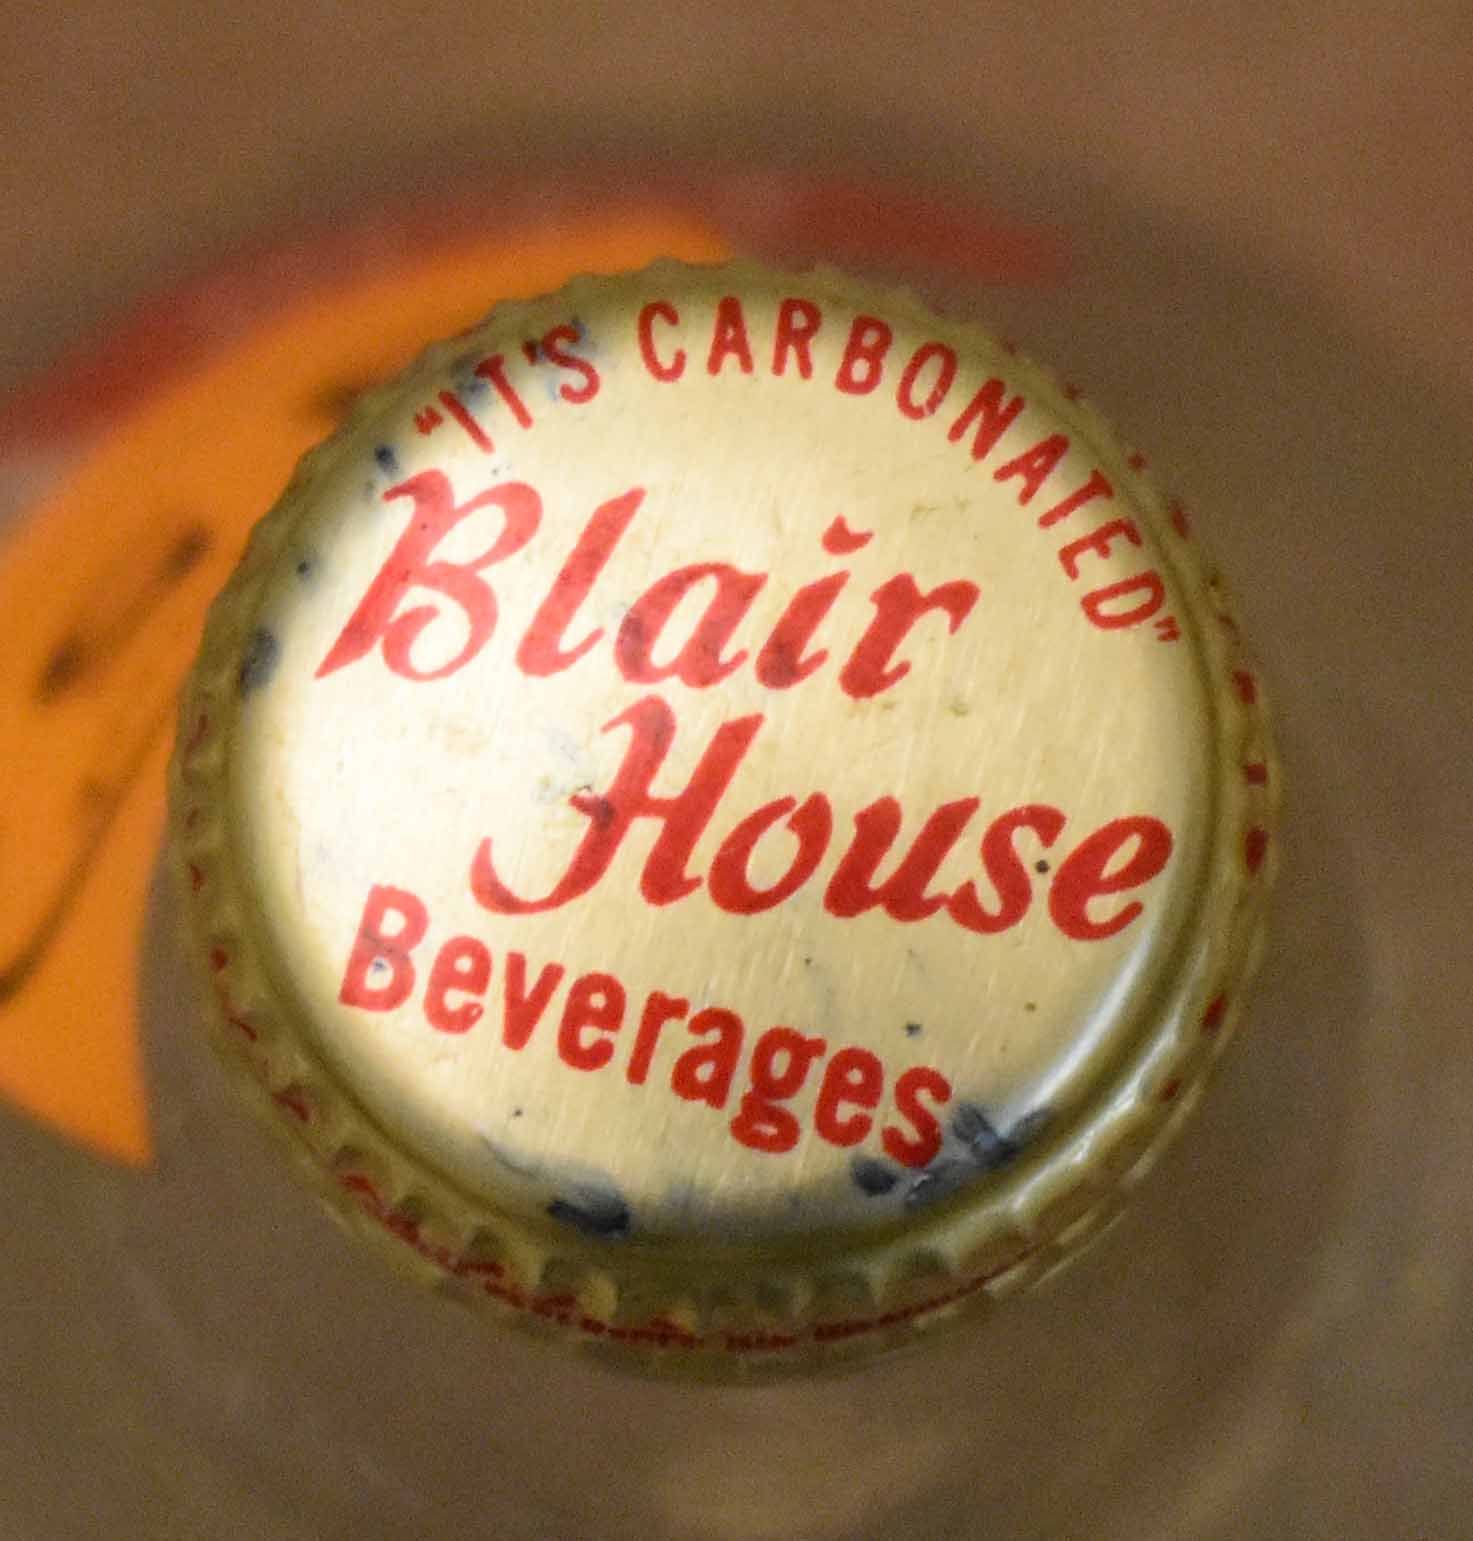 "IT'S CARBONATED"
Blair
House
Beverages